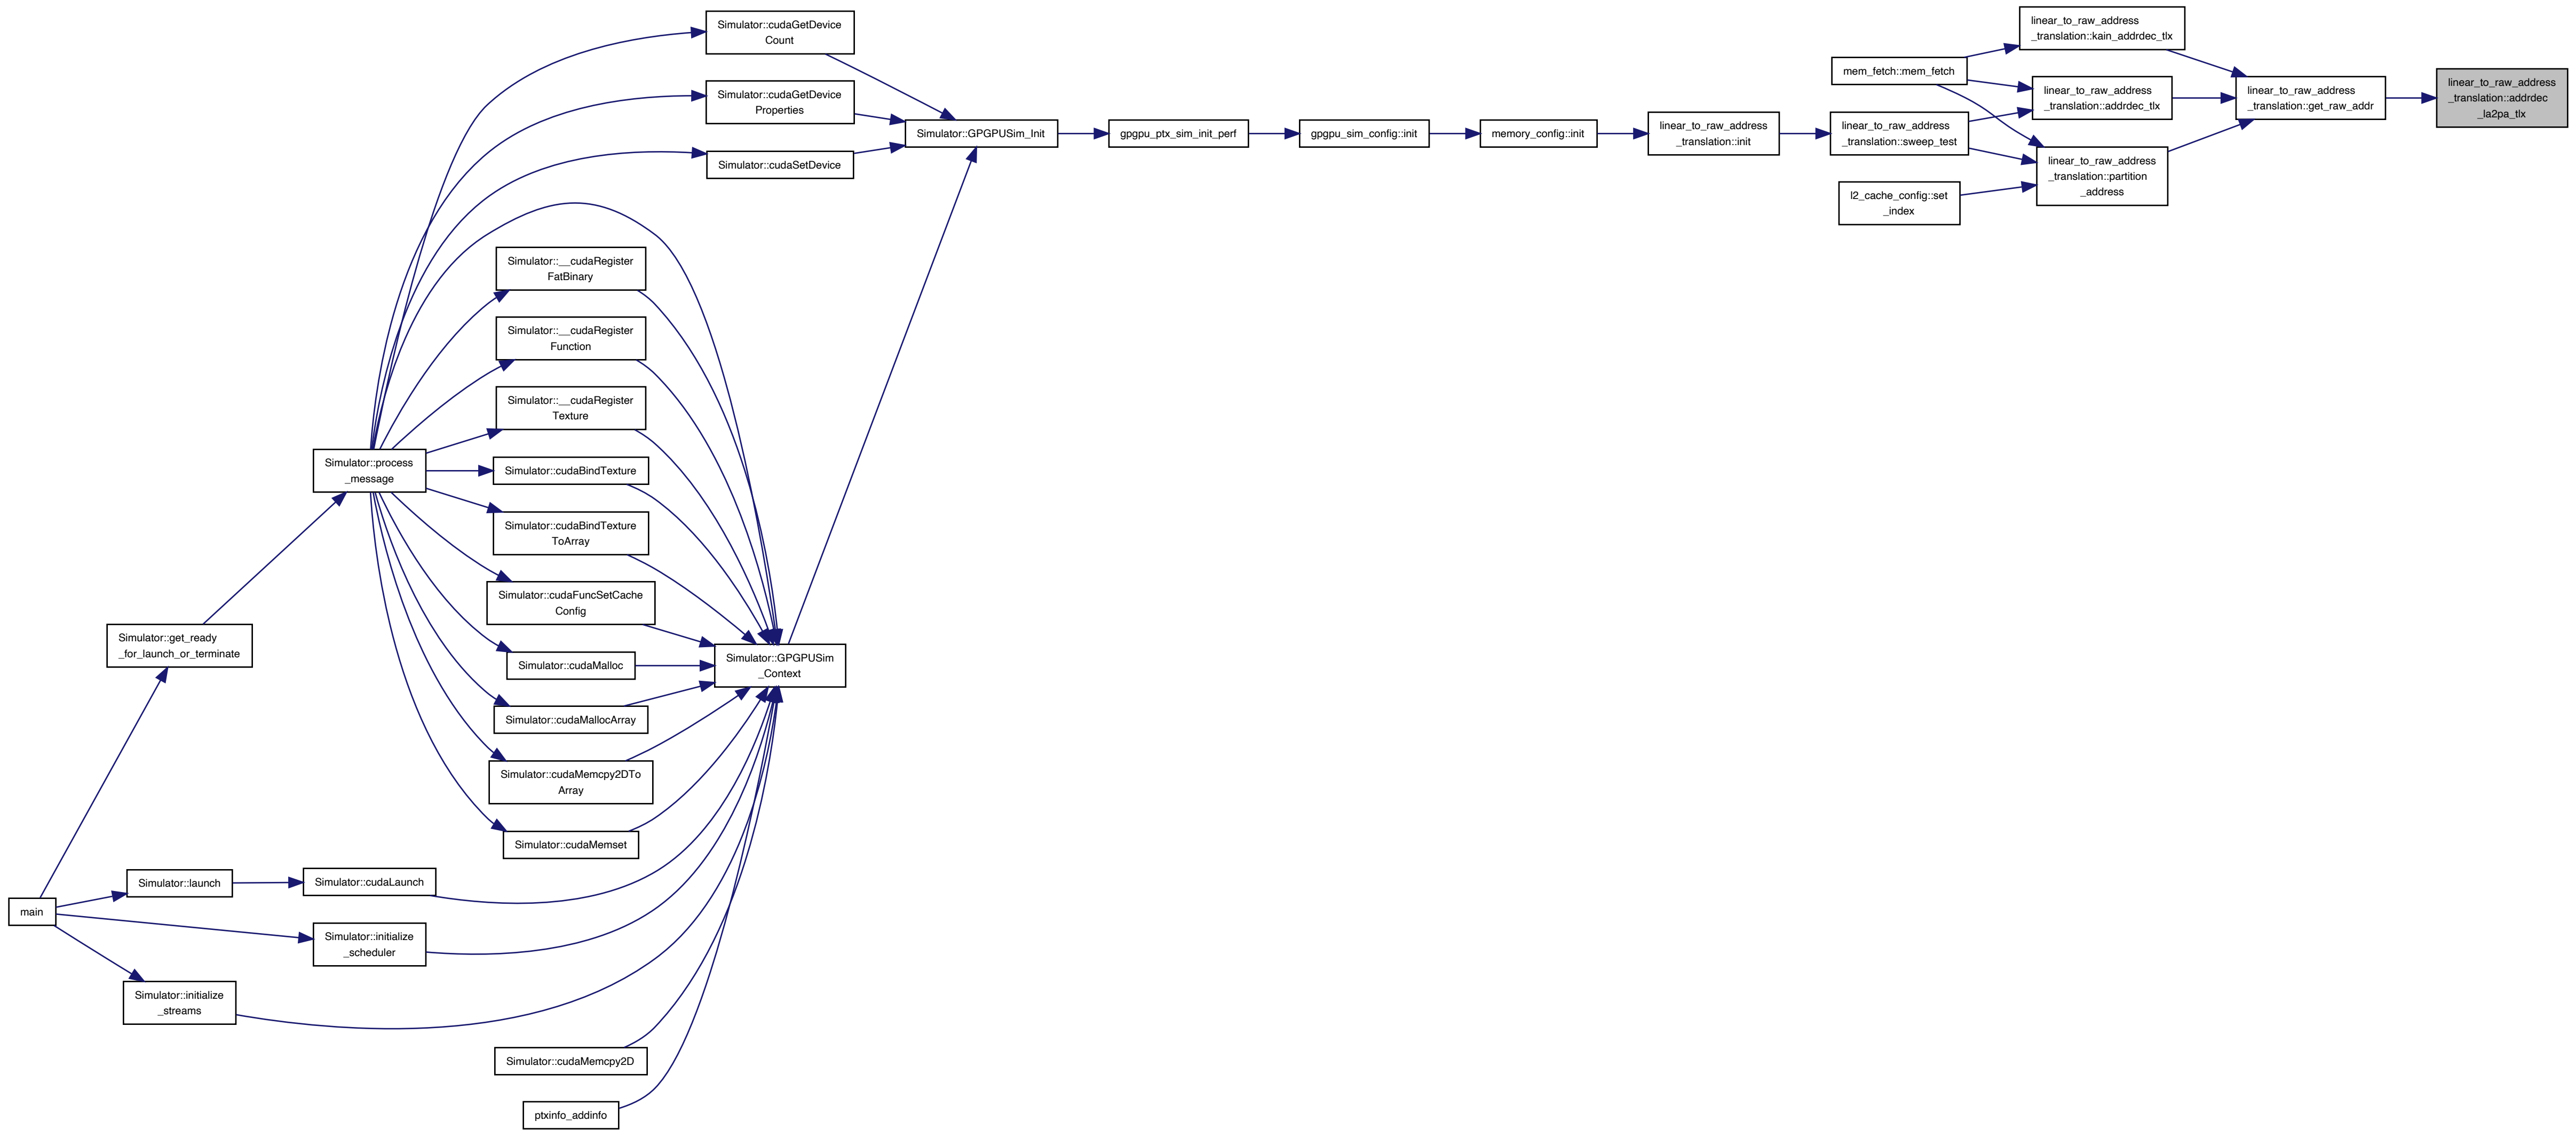 Simulator::cudaGetDevice
Count
Simulator::cudaGetDevice
Properties
Simulator::cudaSetDevice
Simulator::GPGPUSim_Init
gpgpu_ptx_sim_init_perf
gpgpu_sim_config::init
memory_config::init
linear_to_raw_address
_translation::init
linear_to_raw_address
_translation::sweep_test
mem_fetch::mem_fetch
l2_cache_config::set
_index
linear_to_raw_address
_translation::kain_addrdec_tlx
linear_to_raw_address
_translation::addrdec_tlx
linear_to_raw_address
_translation::partition
_address
linear_to_raw_address
_translation::get_raw_addr
linear_to_raw_address
_translation::addrdec
_la2pa_tlx
Simulator::__cudaRegister
FatBinary
Simulator::__cudaRegister
Function
Simulator::__cudaRegister
Texture
Simulator::cudaBindTexture
Simulator::cudaBindTexture
ToArray
Simulator::cudaFuncSetCache
Config
Simulator::cudaMalloc
Simulator::cudaMallocArray
Simulator::cudaMemcpy2DTo
Array
Simulator::cudaMemset
Simulator::process
_message
Simulator::GPGPUSim
_Context
Simulator::get_ready
_for_launch_or_terminate
Simulator::launch
Simulator::cudaLaunch
main
Simulator::initialize
_scheduler
Simulator::initialize
_streams
Simulator::cudaMemcpy2D
ptxinfo_addinfo